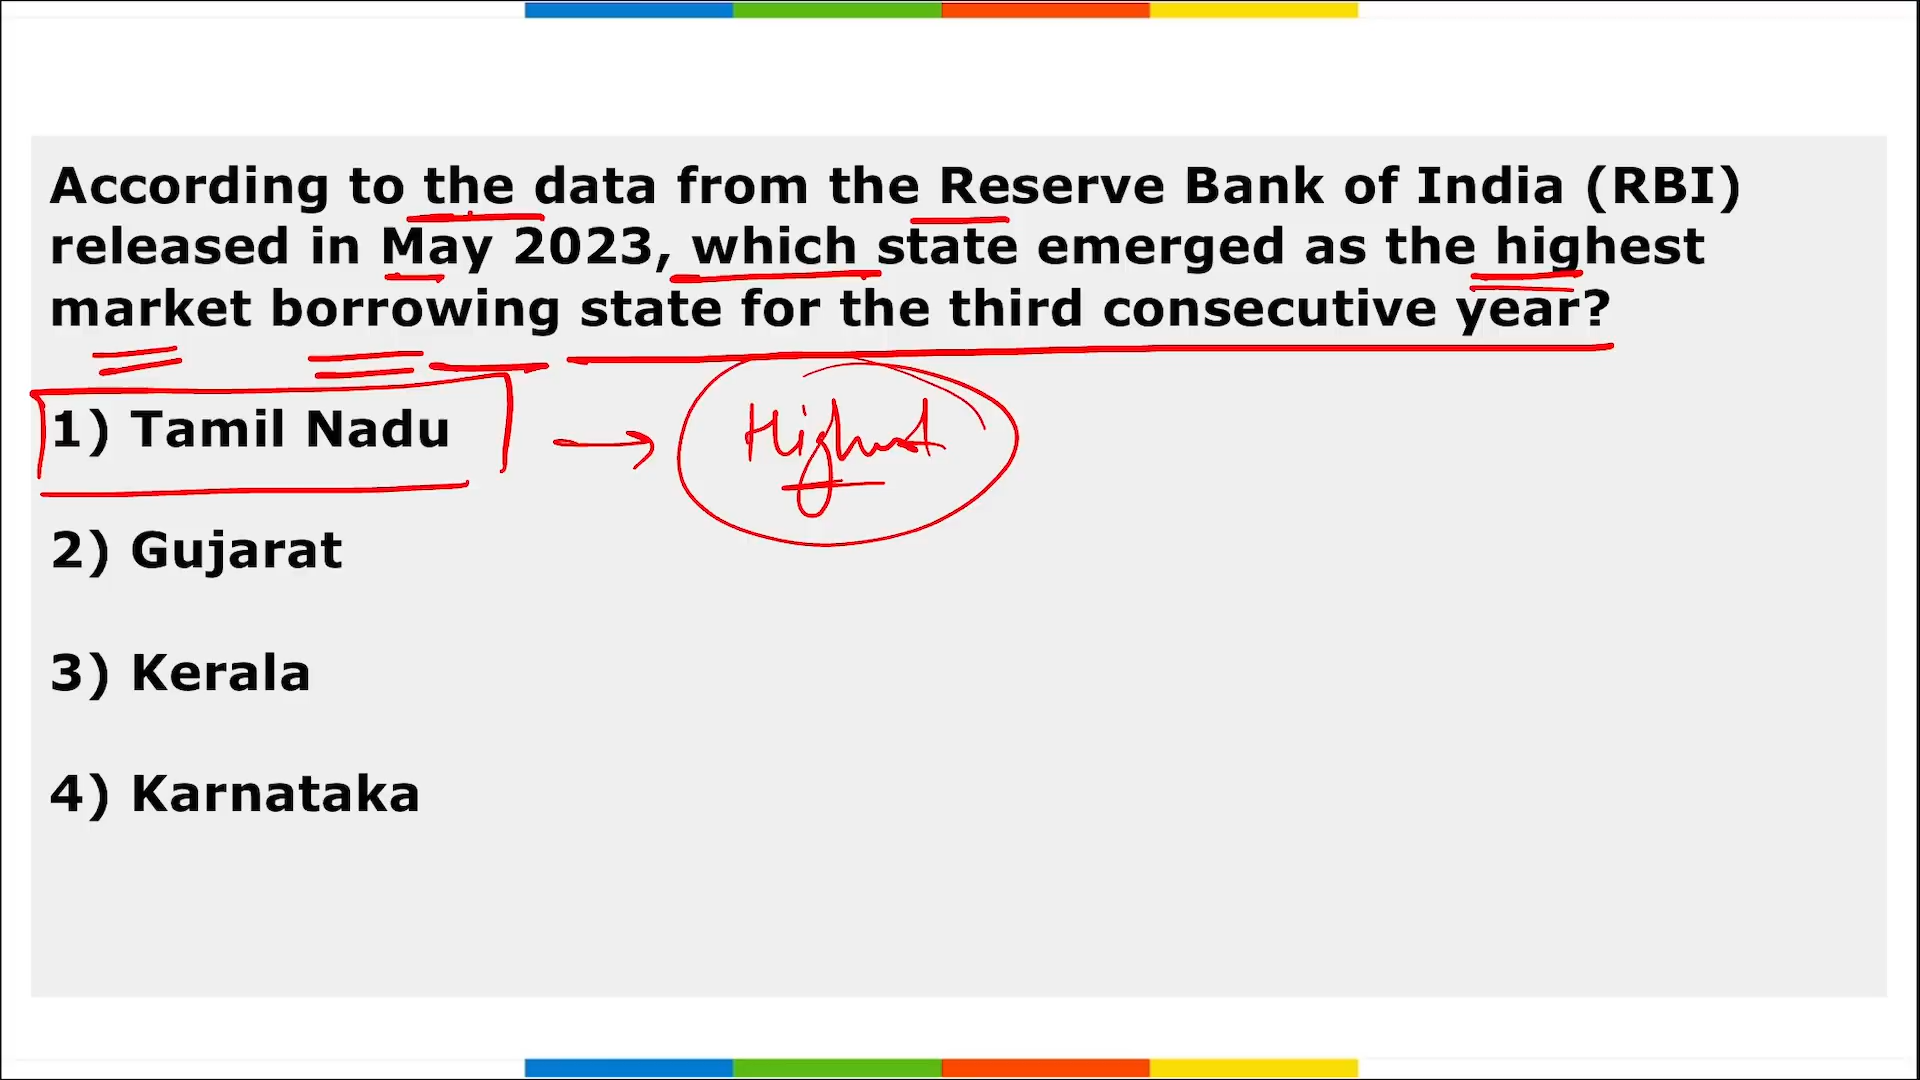 According to the data from the Reserve Bank of India (RBI)
released in May 2023, which state emerged as the highest
market borrowing state for the third consecutive year?
1) Tamil Nadu
Highest
2) Gujarat
3) Kerala
4) Karnataka